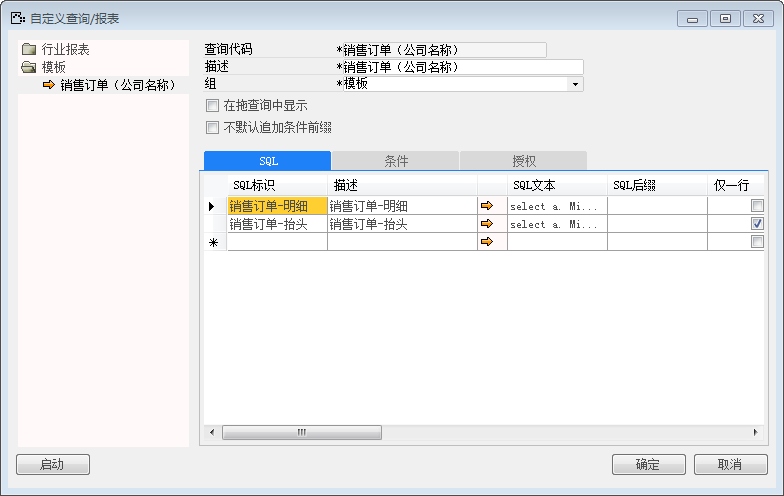 自定义查询/报表
行业报表
模板
销售订单（公司名称）
查询代码 *销售订单（公司名称）
描述 *销售订单（公司名称）
组 *模板
在拖查询中显示
不默认追加条件前缀
SQL 条件 授权
SQL标识 描述 SQL文本 SQL后缀 仅一行
销售订单-明细 销售订单-明细 select a. Mi...
销售订单-抬头 销售订单-抬头 select a. Mi...
启动 确定 取消